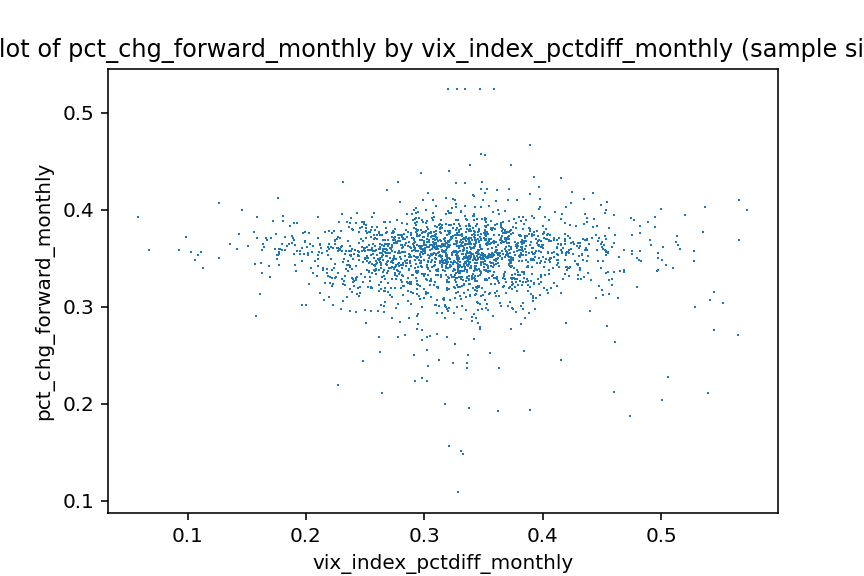 lot of pct_chg_forward_monthly by vix_index_pctdiff_monthly (sample si
pct_chg_forward_monthly
0.5
0.4
0.3
0.2
0.1
0.1 0.2 0.3 0.4 0.5
vix_index_pctdiff_monthly